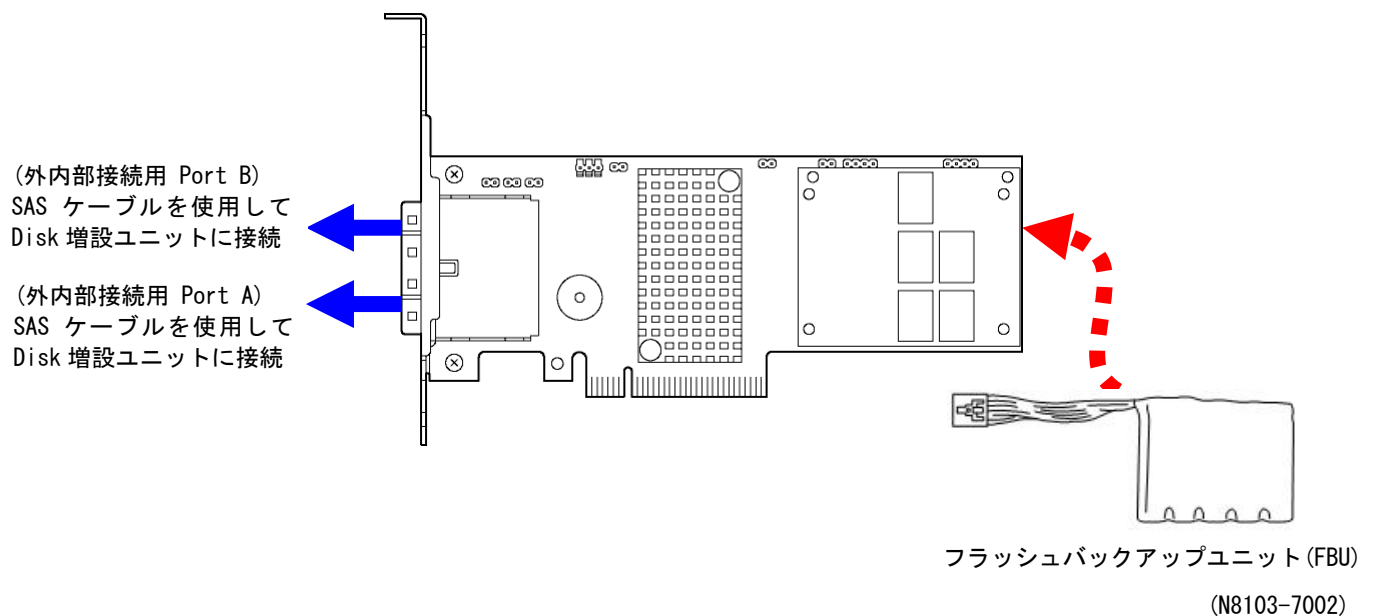 (外内部接続用 Port B)
SAS ケーブルを使用して
Disk 増設ユニットに接続
(外内部接続用 Port A)
SAS ケーブルを使用して
Disk 増設ユニットに接続
フラッシュバックアップユニット(FBU)
(N8103-7002)